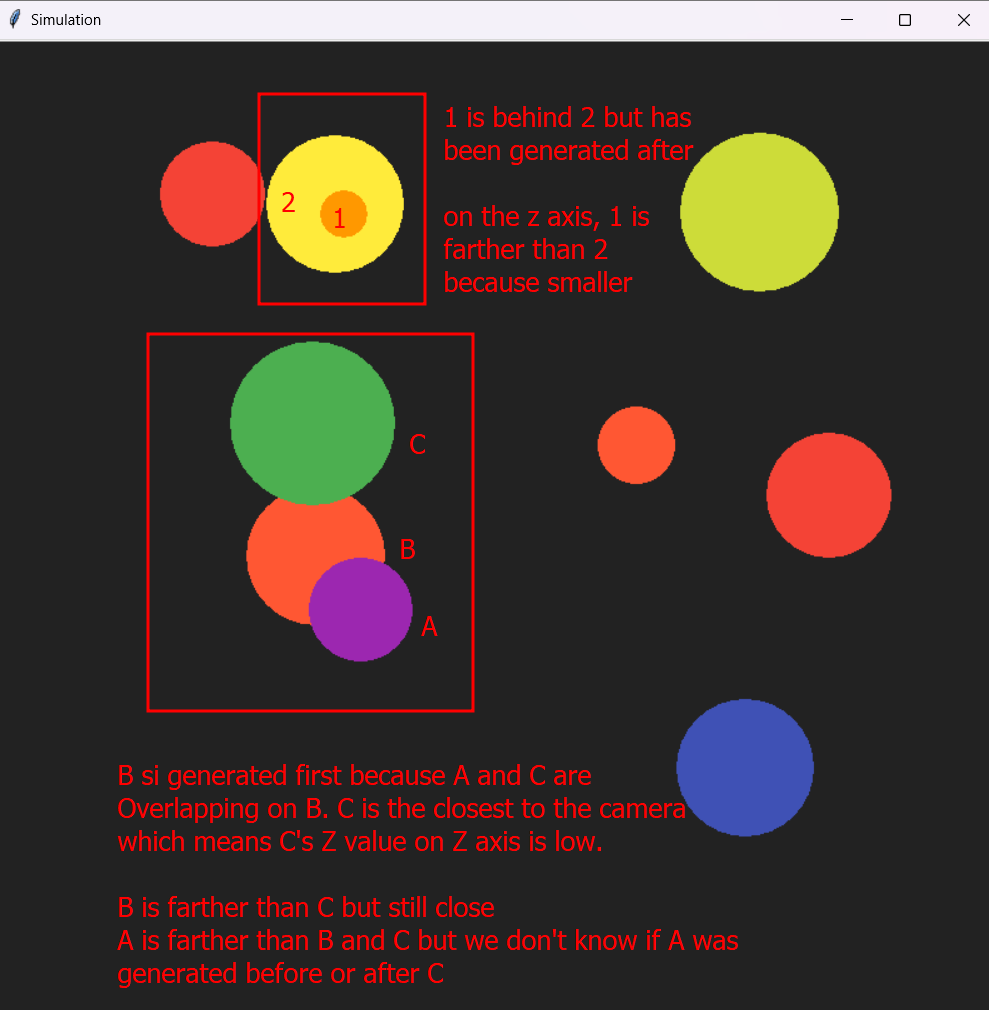 Simulation
1 is behind 2 but has
been generated after
on the z axis, 1 is
farther than 2
because smaller
2
1
C
B
A
B si generated first because A and C are
Overlapping on B. C is the closest to the camera
which means C's Z value on Z axis is low.
B is farther than C but still close
A is farther than B and C but we don't know if A was
generated before or after C